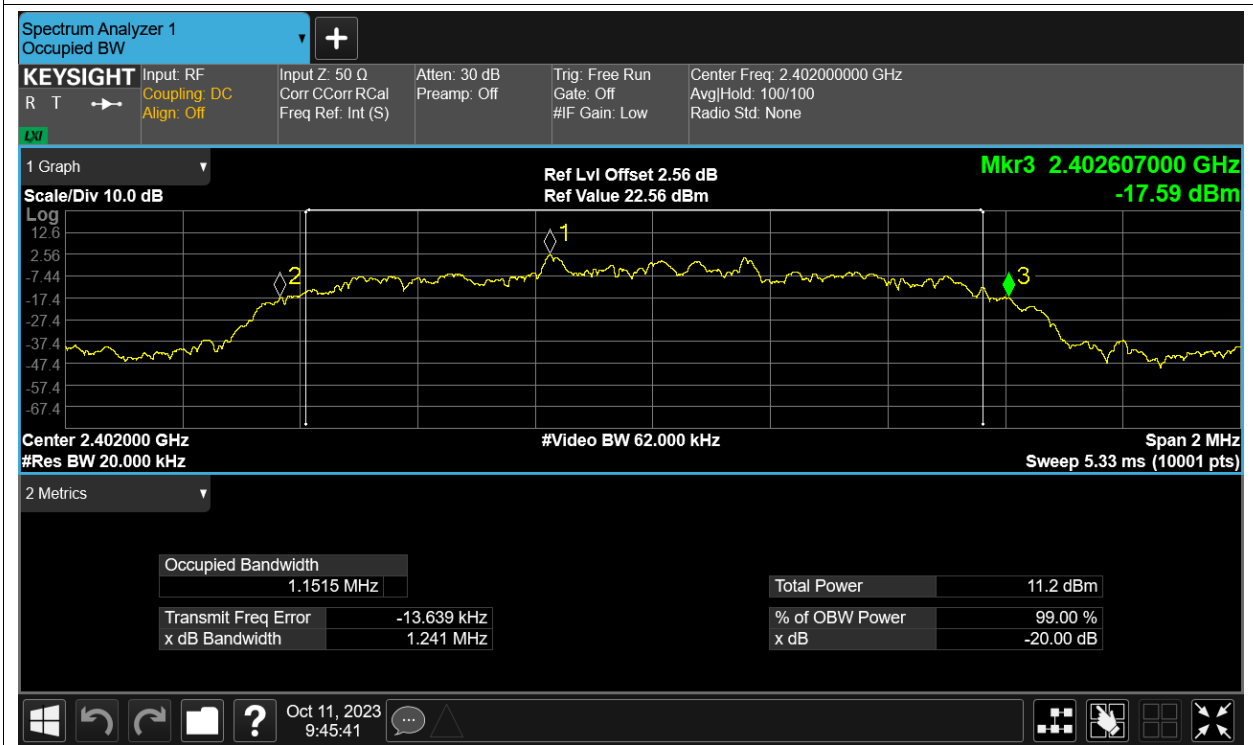 Spectrum Analyzer 1
Occupied BW
KEYSIGHT
R T
LXI
Input: RF
Coupling: DC
Align: Off
Input Z: 50 Ω
Corr CCorr RCal
Freq Ref: Int (S)
Atten: 30 dB
Preamp: Off
Trig: Free Run
Gate: Off
#IF Gain: Low
Center Freq: 2.402000000 GHz
Avg|Hold: 100/100
Radio Std: None
1 Graph
Scale/Div 10.0 dB
Ref Lvl Offset 2.56 dB
Ref Value 22.56 dBm
Mkr3 2.402607000 GHz
-17.59 dBm
Log
12.6
2.56
-7.44
-17.4
-27.4
-37.4
-47.4
-57.4
-67.4
1
2
3
Center 2.402000 GHz
#Res BW 20.000 kHz
#Video BW 62.000 kHz
Span 2 MHz
Sweep 5.33 ms (10001 pts)
2 Metrics
Occupied Bandwidth
1.1515 MHz
Transmit Freq Error -13.639 kHz
x dB Bandwidth 1.241 MHz
Total Power 11.2 dBm
% of OBW Power 99.00 %
x dB -20.00 dB
?
Oct 11, 2023
9:45:41